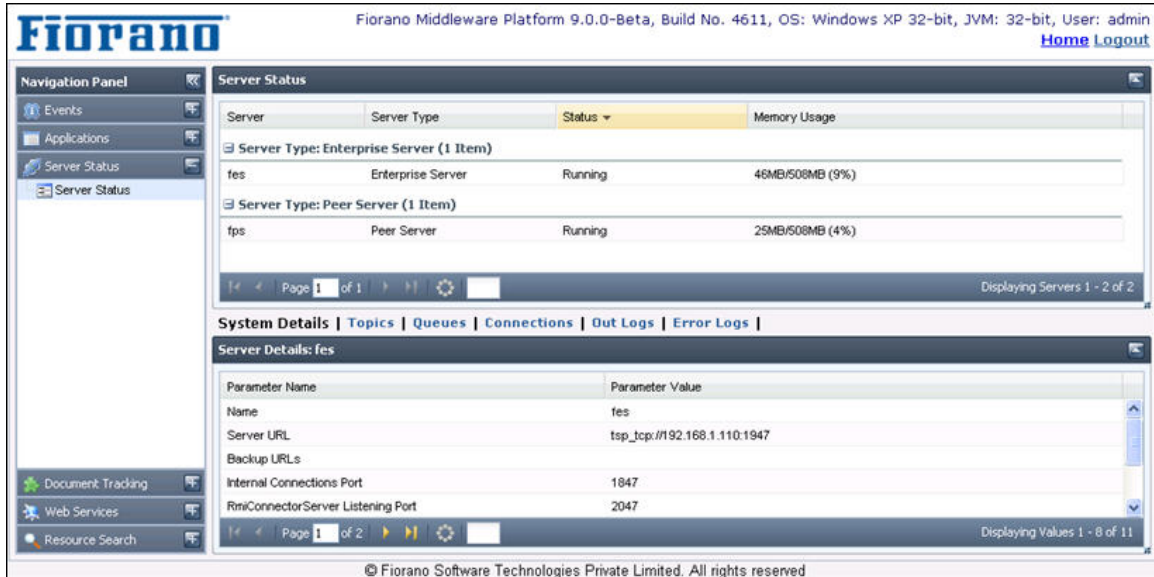 Fiorano
Fiorano Middleware Platform 9.0.0-Beta, Build No. 4611, OS: Windows XP 32-bit, JVM: 32-bit, User: admin
Home Logout
Navigation Panel
Events
Applications
Server Status
Server Status
Document Tracking
Web Services
Resource Search
Server Status
Server Server Type Status Memory Usage
Server Type: Enterprise Server (1 Item)
fes Enterprise Server Running 46MB/508MB (9%)
Server Type: Peer Server (1 Item)
fps Peer Server Running 25MB/508MB (4%)
Page 1 of 1 Displaying Servers 1 - 2 of 2
System Details | Topics | Queues | Connections | Out Logs | Error Logs |
Server Details: fes
Parameter Name Parameter Value
Name fes
Server URL tsp_tcp://192.168.1.110:1947
Backup URLs
Internal Connections Port 1847
RmiConnectorServer Listening Port 2047
Page 1 of 2 Displaying Values 1 - 8 of 11
© Fiorano Software Technologies Private Limited. All rights reserved